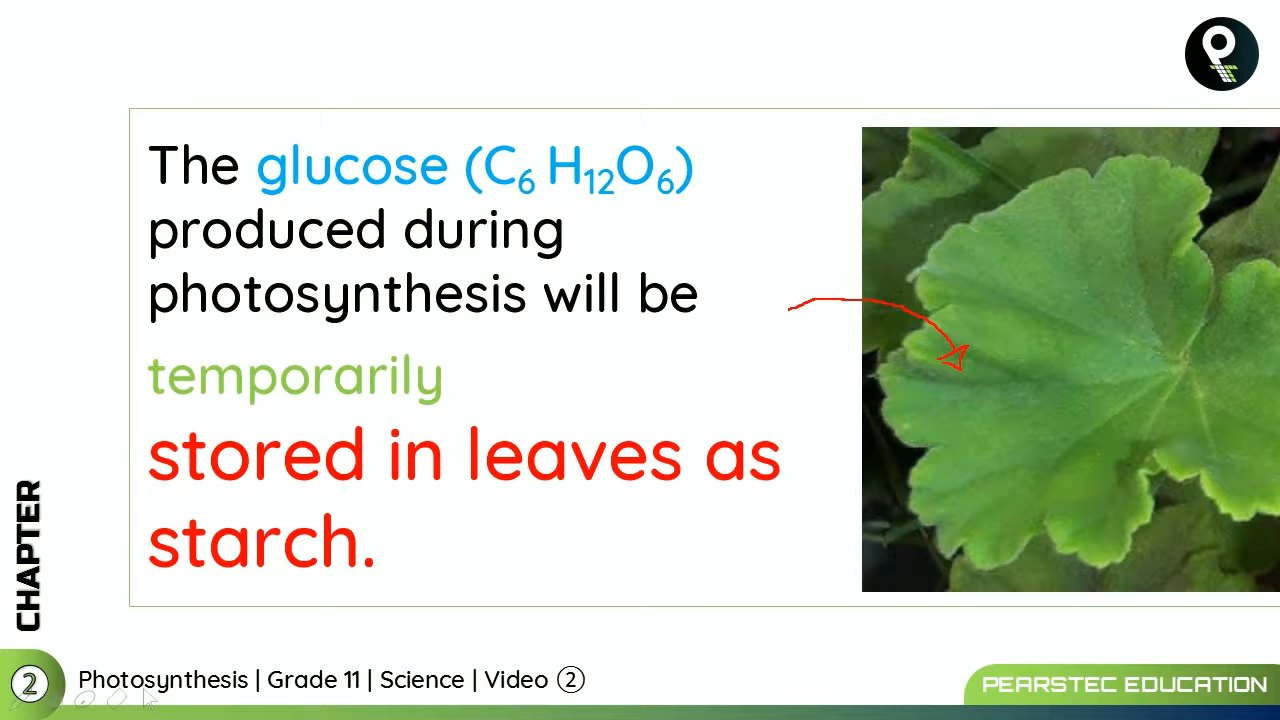 The glucose (C₆ H₁₂O₆)
produced during
photosynthesis will be
temporarily
stored in leaves as
starch.
CHAPTER
2 Photosynthesis | Grade 11 | Science | Video ②
PEARSTEC EDUCATION